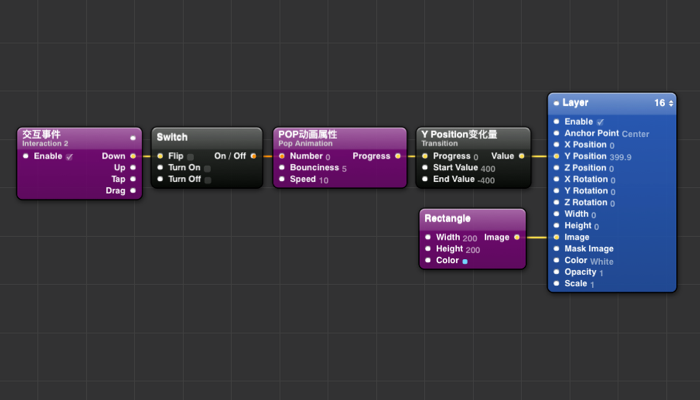 交互事件
Interaction 2
Enable
Down
Up
Tap
Drag
Switch
Flip
On / Off
Turn On
Turn Off
POP动画属性
Pop Animation
Number 0
Progress
Bounciness 5
Speed 10
Y Position变化量
Transition
Progress 0
Value
Start Value 400
End Value -400
Rectangle
Width 200
Image
Height 200
Color
Layer
16
Enable
Anchor Point Center
X Position 0
Y Position 399.9
Z Position 0
X Rotation 0
Y Rotation 0
Z Rotation 0
Width 0
Height 0
Image
Mask Image
Color White
Opacity 1
Scale 1